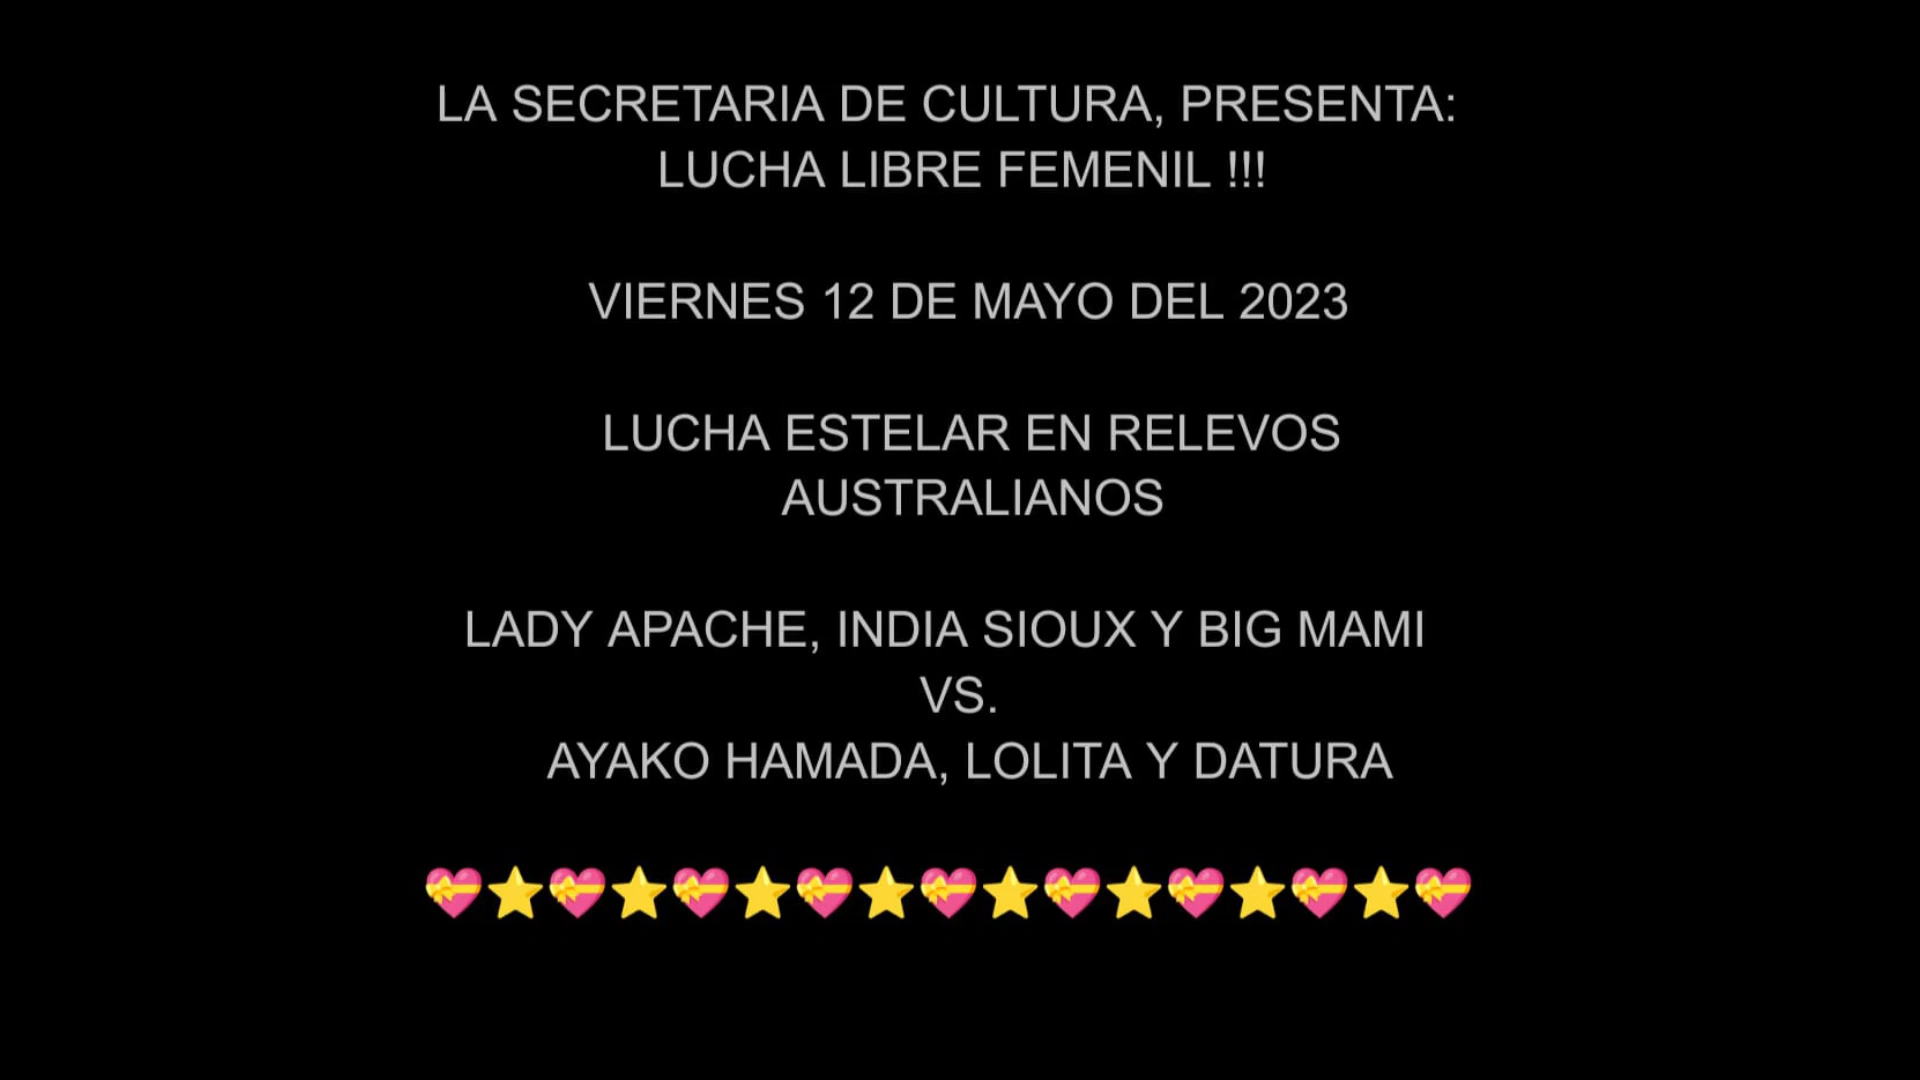 LA SECRETARIA DE CULTURA, PRESENTA:
LUCHA LIBRE FEMENIL !!!
VIERNES 12 DE MAYO DEL 2023
LUCHA ESTELAR EN RELEVOS
AUSTRALIANOS
LADY APACHE, INDIA SIOUX Y BIG MAMI
VS.
AYAKO HAMADA, LOLITA Y DATURA
💝⭐💝⭐💝⭐💝⭐💝⭐💝⭐💝⭐💝⭐💝